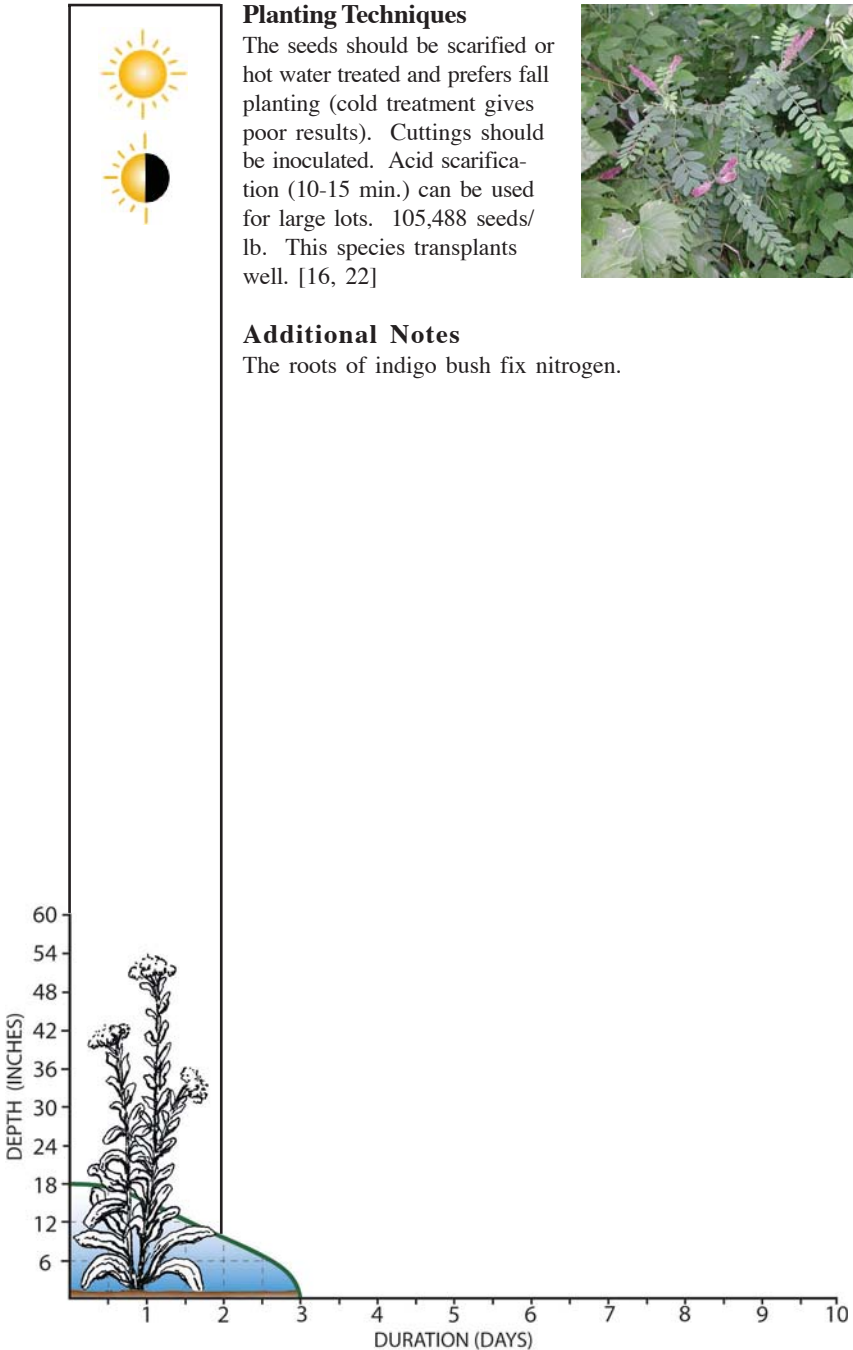 Planting Techniques
The seeds should be scarified or
hot water treated and prefers fall
planting (cold treatment gives
poor results). Cuttings should
be inoculated. Acid scarifica-
tion (10-15 min.) can be used
for large lots. 105,488 seeds/
lb. This species transplants
well. [16, 22]
Additional Notes
The roots of indigo bush fix nitrogen.
60
54
48
42
36
30
24
18
12
6
DEPTH (INCHES)
1 2 3 4 5 6 7 8 9 10
DURATION (DAYS)